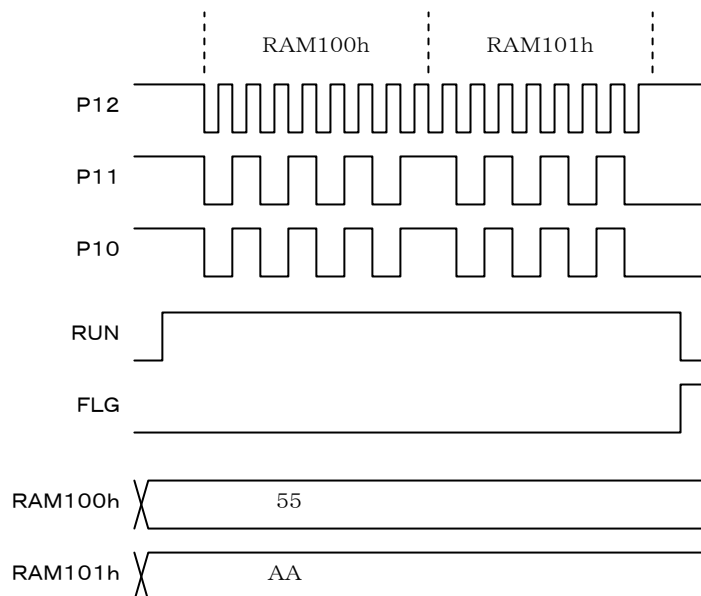 RAM100h RAM101h
P12
P11
P10
RUN
FLG
RAM100h 55
RAM101h AA